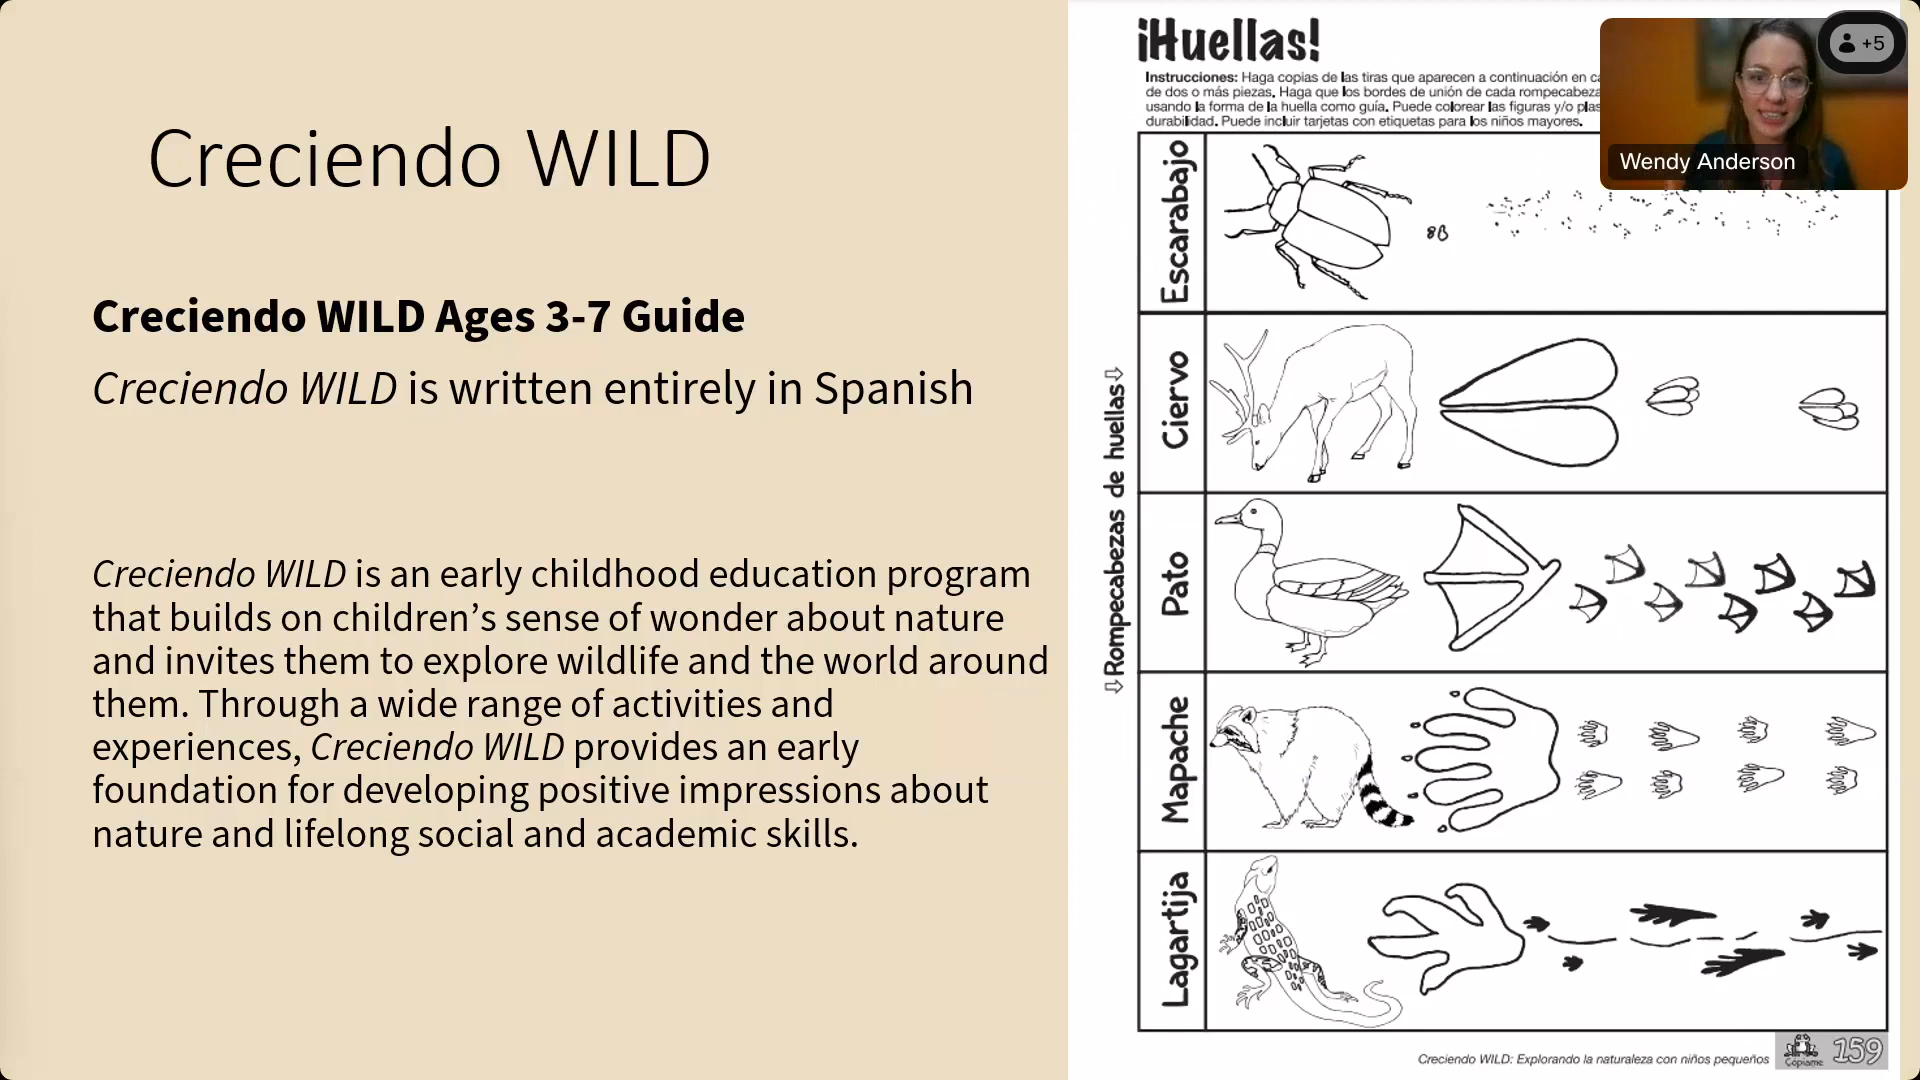 Creciendo WILD
Creciendo WILD Ages 3-7 Guide
Creciendo WILD is written entirely in Spanish
Creciendo WILD is an early childhood education program
that builds on children’s sense of wonder about nature
and invites them to explore wildlife and the world around
them. Through a wide range of activities and
experiences, Creciendo WILD provides an early
foundation for developing positive impressions about
nature and lifelong social and academic skills.
¡Huellas!
Instrucciones: Haga copias de las tiras que aparecen a continuación en
de dos o más piezas. Haga que los bordes de unión de cada
usando la forma de la huella como guía. Puede colorear las figuras y/o
durabilidad. Puede incluir tarjetas con etiquetas para los niños mayores.
Rompecabezas de huellas
Escarabajo
Ciervo
Pato
Mapache
Lagartija
Creciendo WILD: Explorando la naturaleza con niños pequeños
Cópiame
159
+5
Wendy Anderson